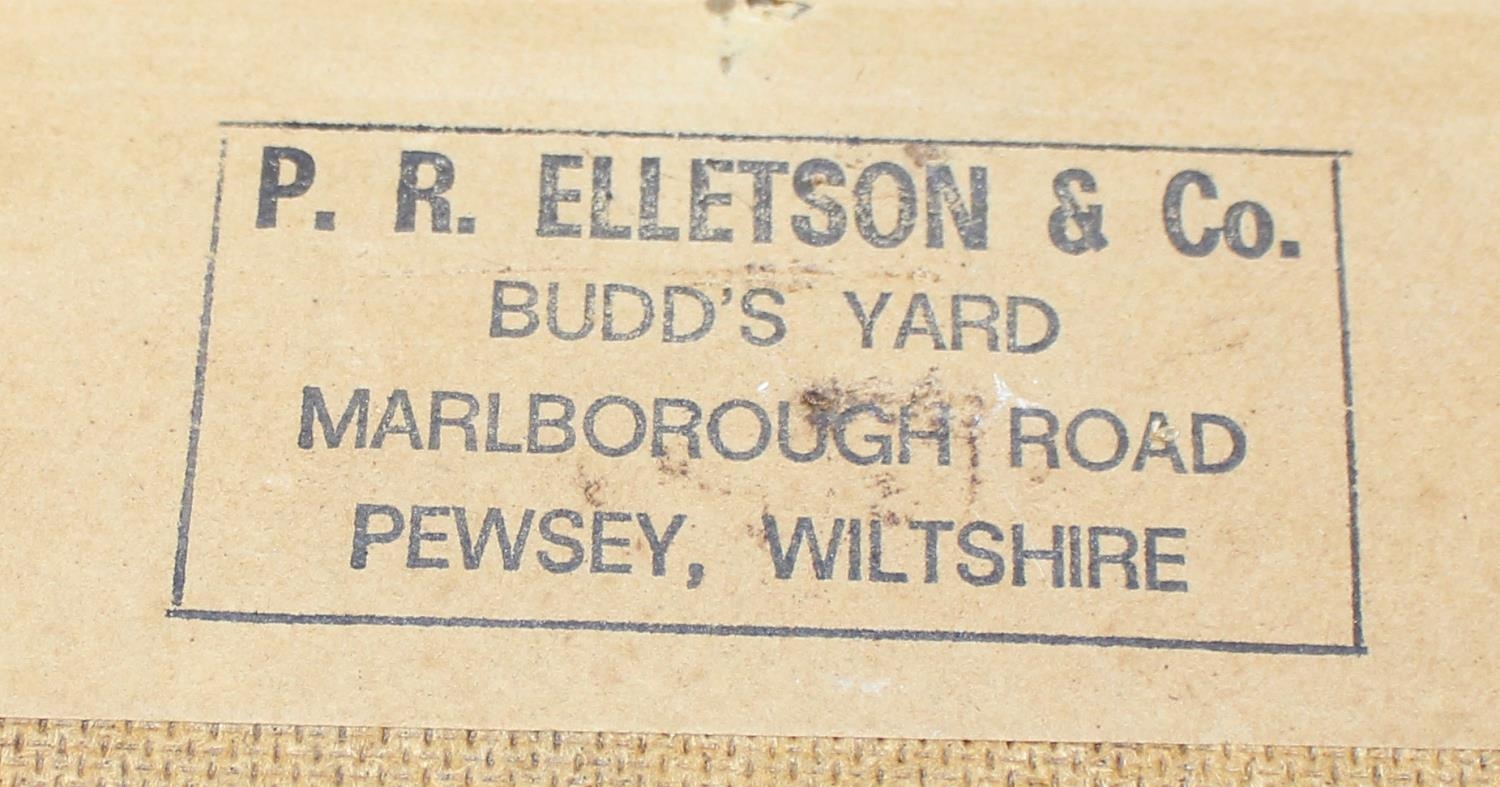 P. R. ELLETSON & Co.
BUDD'S YARD
MARLBOROUGH ROAD
PEWSEY, WILTSHIRE